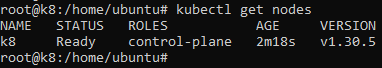 root@k8:/home/ubuntu# kubectl get nodes
NAME   STATUS   ROLES           AGE     VERSION
k8     Ready    control-plane   2m18s   v1.30.5
root@k8:/home/ubuntu#